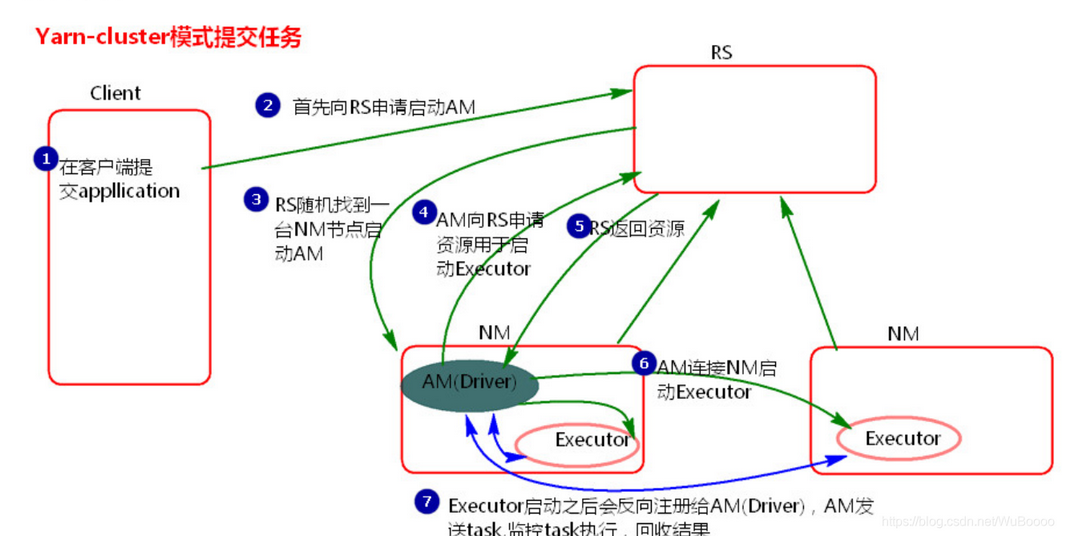 Yarn-cluster模式提交任务
RS
Client
2 首先向RS申请启动AM
1 在客户端提
交appllication
3 RS随机找到一
台NM节点启
动AM
4 AM向RS申请
资源用于启
动Executor
5 RS返回资源
NM
NM
6 AM连接NM启
动Executor
AM(Driver)
Executor
Executor
7 Executor启动之后会反向注册给AM(Driver)，AM发
送task,监控task执行，回收结果
https://blog.csdn.net/WuBoooo